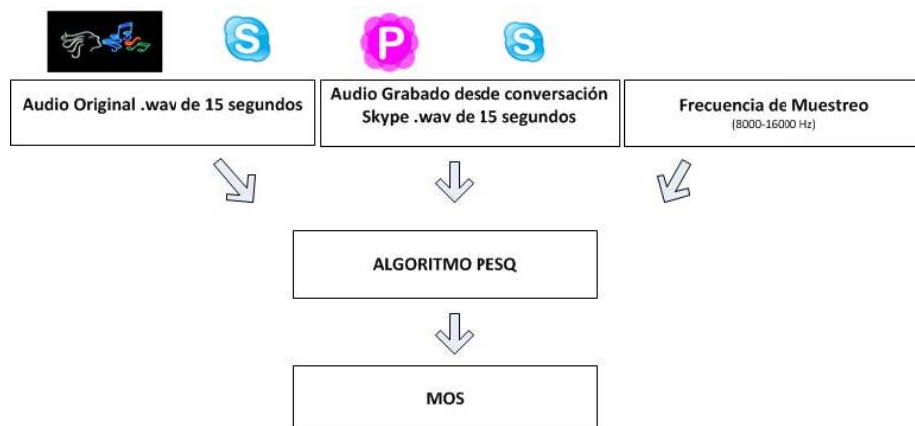 S
P
S
Audio Original .wav de 15 segundos
Audio Grabado desde conversación
Skype .wav de 15 segundos
Frecuencia de Muestreo
(8000-16000 Hz)
ALGORITMO PESQ
MOS